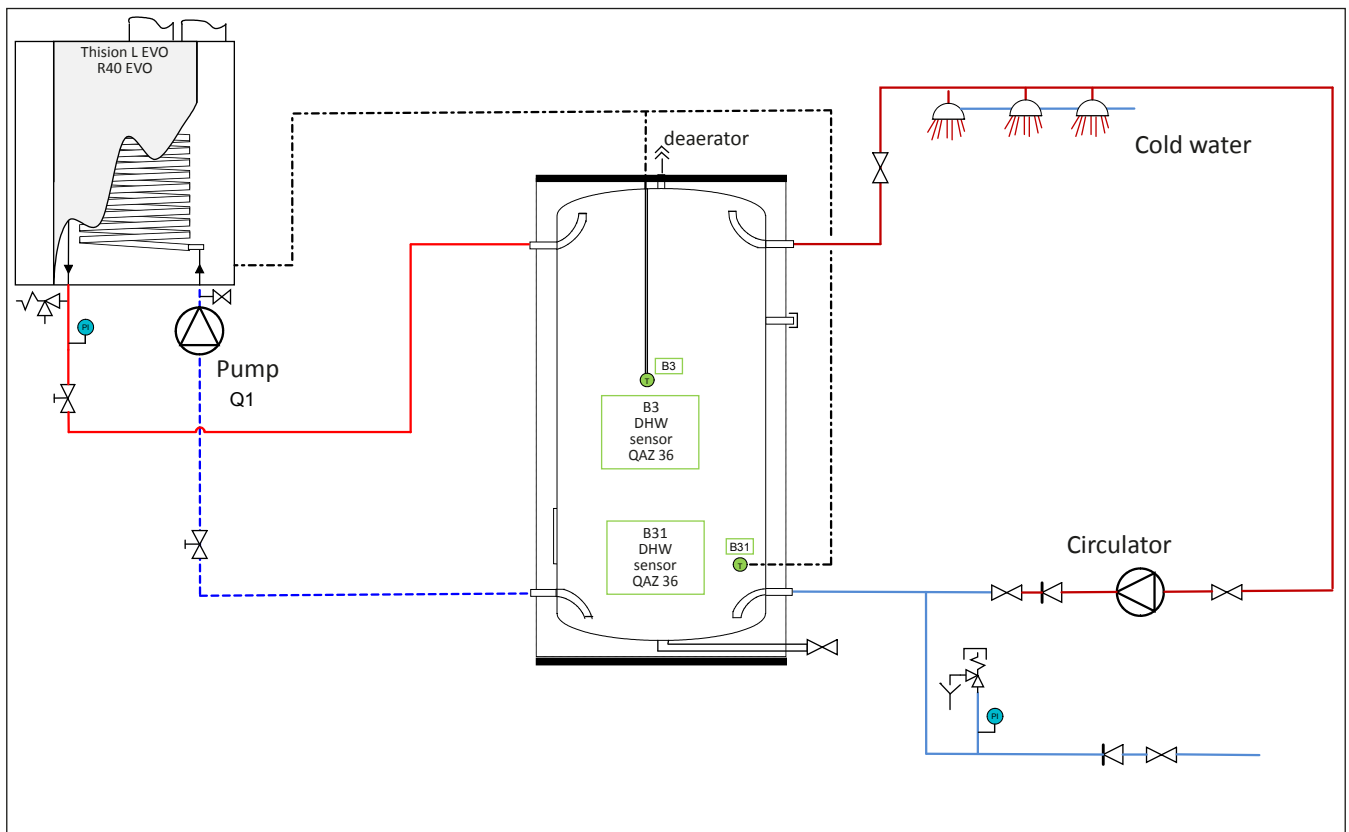 Thision L EVO
R40 EVO
deaerator
Cold water
PI
Pump
Q1
T
B3
B3
DHW
sensor
QAZ 36
B31
DHW
sensor
QAZ 36
B31
T
Circulator
PI